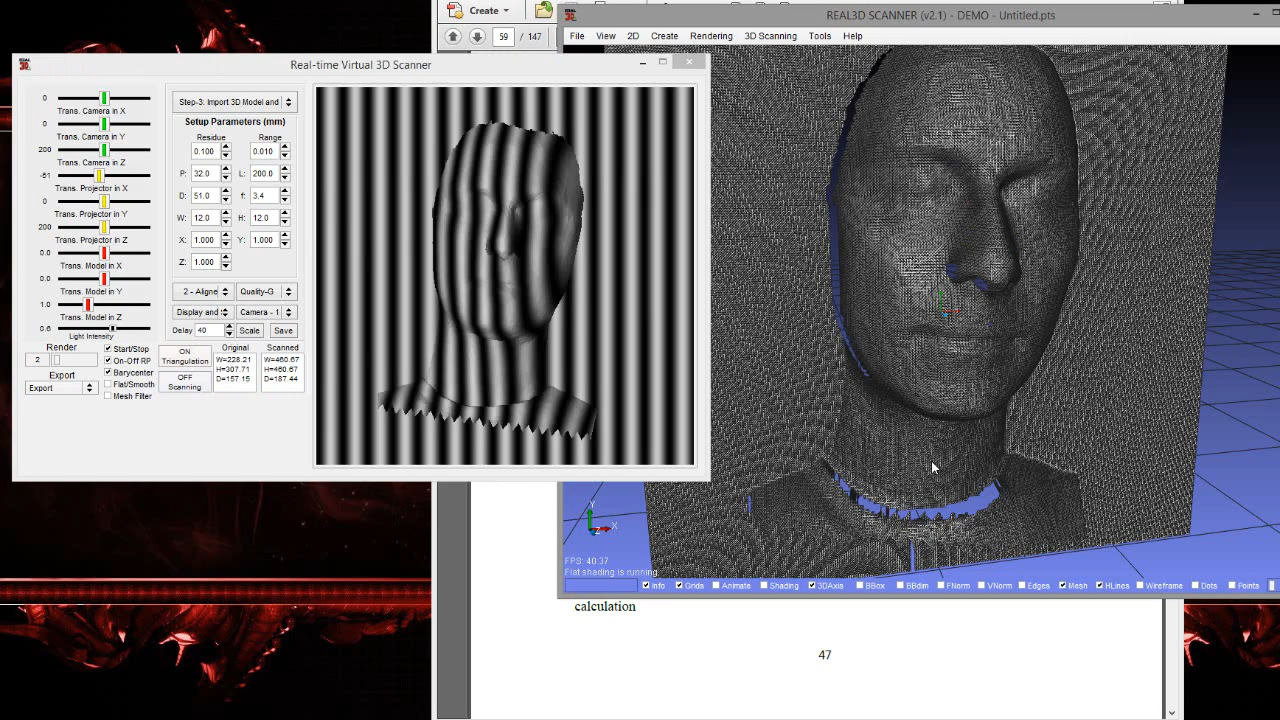 Create
59 / 147
REAL 3D
REAL3D SCANNER (v2.1) - DEMO - Untitled.pts
File View 2D Create Rendering 3D Scanning Tools Help
Real-time Virtual 3D Scanner
0
Trans. Camera in X
0
Trans. Camera in Y
200
Trans. Camera in Z
-51
Trans. Projector in X
0
Trans. Projector in Y
200
Trans. Projector in Z
0.0
Trans. Model in X
0.0
Trans. Model in Y
1.0
Trans. Model in Z
0.6
Light Intensity
Render
2
Export
Export
Start/Stop
On-Off RP
Barycenter
Flat/Smooth
Mesh Filter
Step-3: Import 3D Model and
Setup Parameters (mm)
Residue Range
0.100 0.010
P: 32.0 L: 200.0
D: 51.0 f: 3.4
W: 12.0 H: 12.0
X: 1.000 Y: 1.000
Z: 1.000
2 - Aligne Quality-G
Display and Camera - 1
Delay 40 Scale Save
ON Triangulation
OFF Scanning
Original
W=228.21
H=307.71
D=157.15
Scanned
W=460.67
H=460.67
D=187.44
Y
X
Z
FPS: 40.37
Flat shading is running
Info Grids Animate Shading 3DAxis BBox BBdim FNorm VNorm Edges Mesh HLines Wireframe Dots Points
calculation
47